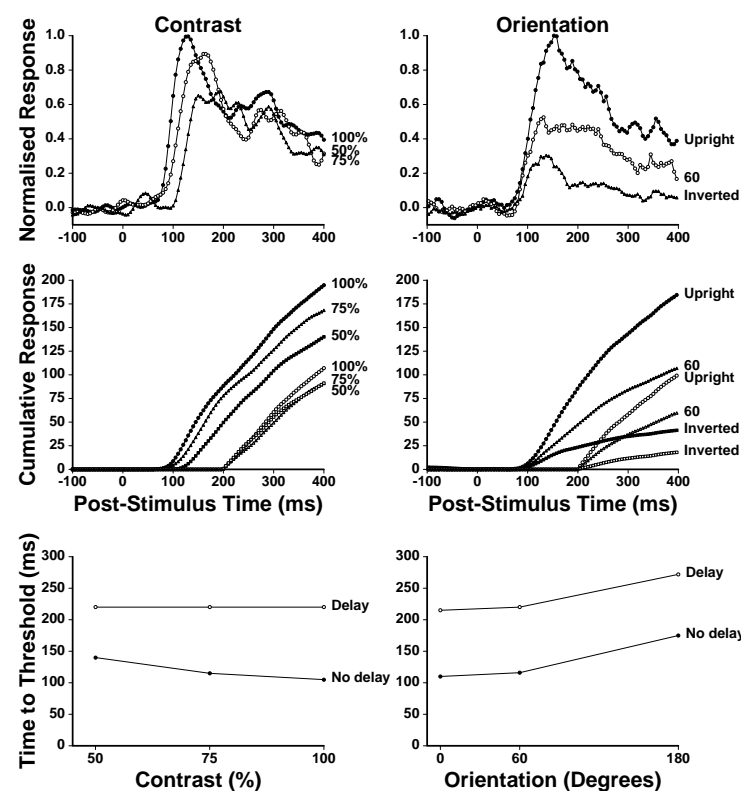 Contrast
Normalised Response
1.0
0.8
0.6
0.4
0.2
0.0
-100 0 100 200 300 400
100%
50%
75%
Orientation
1.0
0.8
0.6
0.4
0.2
0.0
-100 0 100 200 300 400
Upright
60
Inverted
Cumulative Response
200
175
150
125
100
75
50
25
0
-100 0 100 200 300 400
Post-Stimulus Time (ms)
100%
75%
50%
100%
75%
50%
200
175
150
125
100
75
50
25
0
-100 0 100 200 300 400
Post-Stimulus Time (ms)
Upright
60
Upright
60
Inverted
Inverted
Time to Threshold (ms)
300
250
200
150
100
50
0
50 75 100
Contrast (%)
Delay
No delay
300
250
200
150
100
50
0
0 60 180
Orientation (Degrees)
Delay
No delay